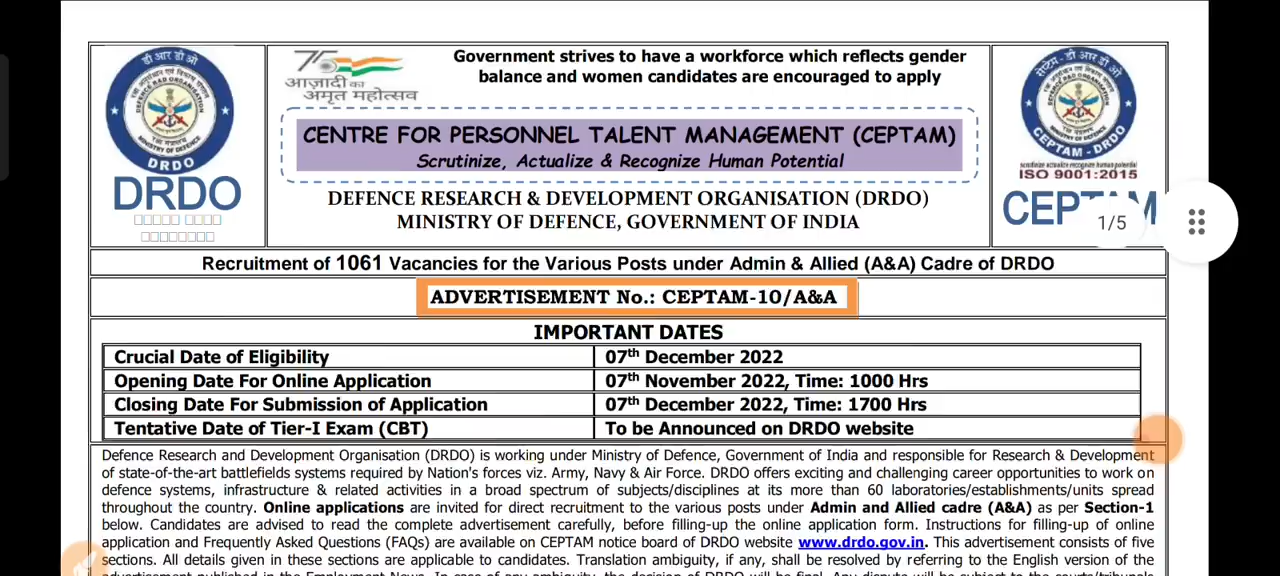 Government strives to have a workforce which reflects gender
balance and women candidates are encouraged to apply
आज़ादी का
अमृत महोत्सव
CENTRE FOR PERSONNEL TALENT MANAGEMENT (CEPTAM)
Scrutinize, Actualize & Recognize Human Potential
DRDO
DRDO
DEFENCE RESEARCH & DEVELOPMENT ORGANISATION (DRDO)
MINISTRY OF DEFENCE, GOVERNMENT OF INDIA
CEPTAM - DRDO
scrutinize actualize recognize human potential
ISO 9001:2015
1/5
Recruitment of 1061 Vacancies for the Various Posts under Admin & Allied (A&A) Cadre of DRDO
ADVERTISEMENT No.: CEPTAM-10/A&A
IMPORTANT DATES
Crucial Date of Eligibility 07th December 2022
Opening Date For Online Application 07th November 2022, Time: 1000 Hrs
Closing Date For Submission of Application 07th December 2022, Time: 1700 Hrs
Tentative Date of Tier-I Exam (CBT) To be Announced on DRDO website
Defence Research and Development Organisation (DRDO) is working under Ministry of Defence, Government of India and responsible for Research & Development
of state-of-the-art battlefields systems required by Nation's forces viz. Army, Navy & Air Force. DRDO offers exciting and challenging career opportunities to work on
defence systems, infrastructure & related activities in a broad spectrum of subjects/disciplines at its more than 60 laboratories/establishments/units spread
throughout the country. Online applications are invited for direct recruitment to the various posts under Admin and Allied cadre (A&A) as per Section-1
below. Candidates are advised to read the complete advertisement carefully, before filling-up the online application form. Instructions for filling-up of online
application and Frequently Asked Questions (FAQs) are available on CEPTAM notice board of DRDO website www.drdo.gov.in. This advertisement consists of five
sections. All details given in these sections are applicable to candidates. Translation ambiguity, if any, shall be resolved by referring to the English version of the